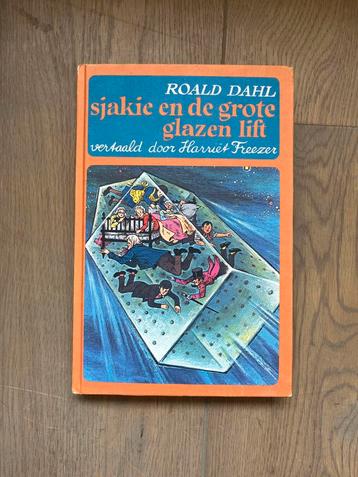 ROALD DAHL
sjakie en de grote
glazen lift
vertaald door Harriët Freezer